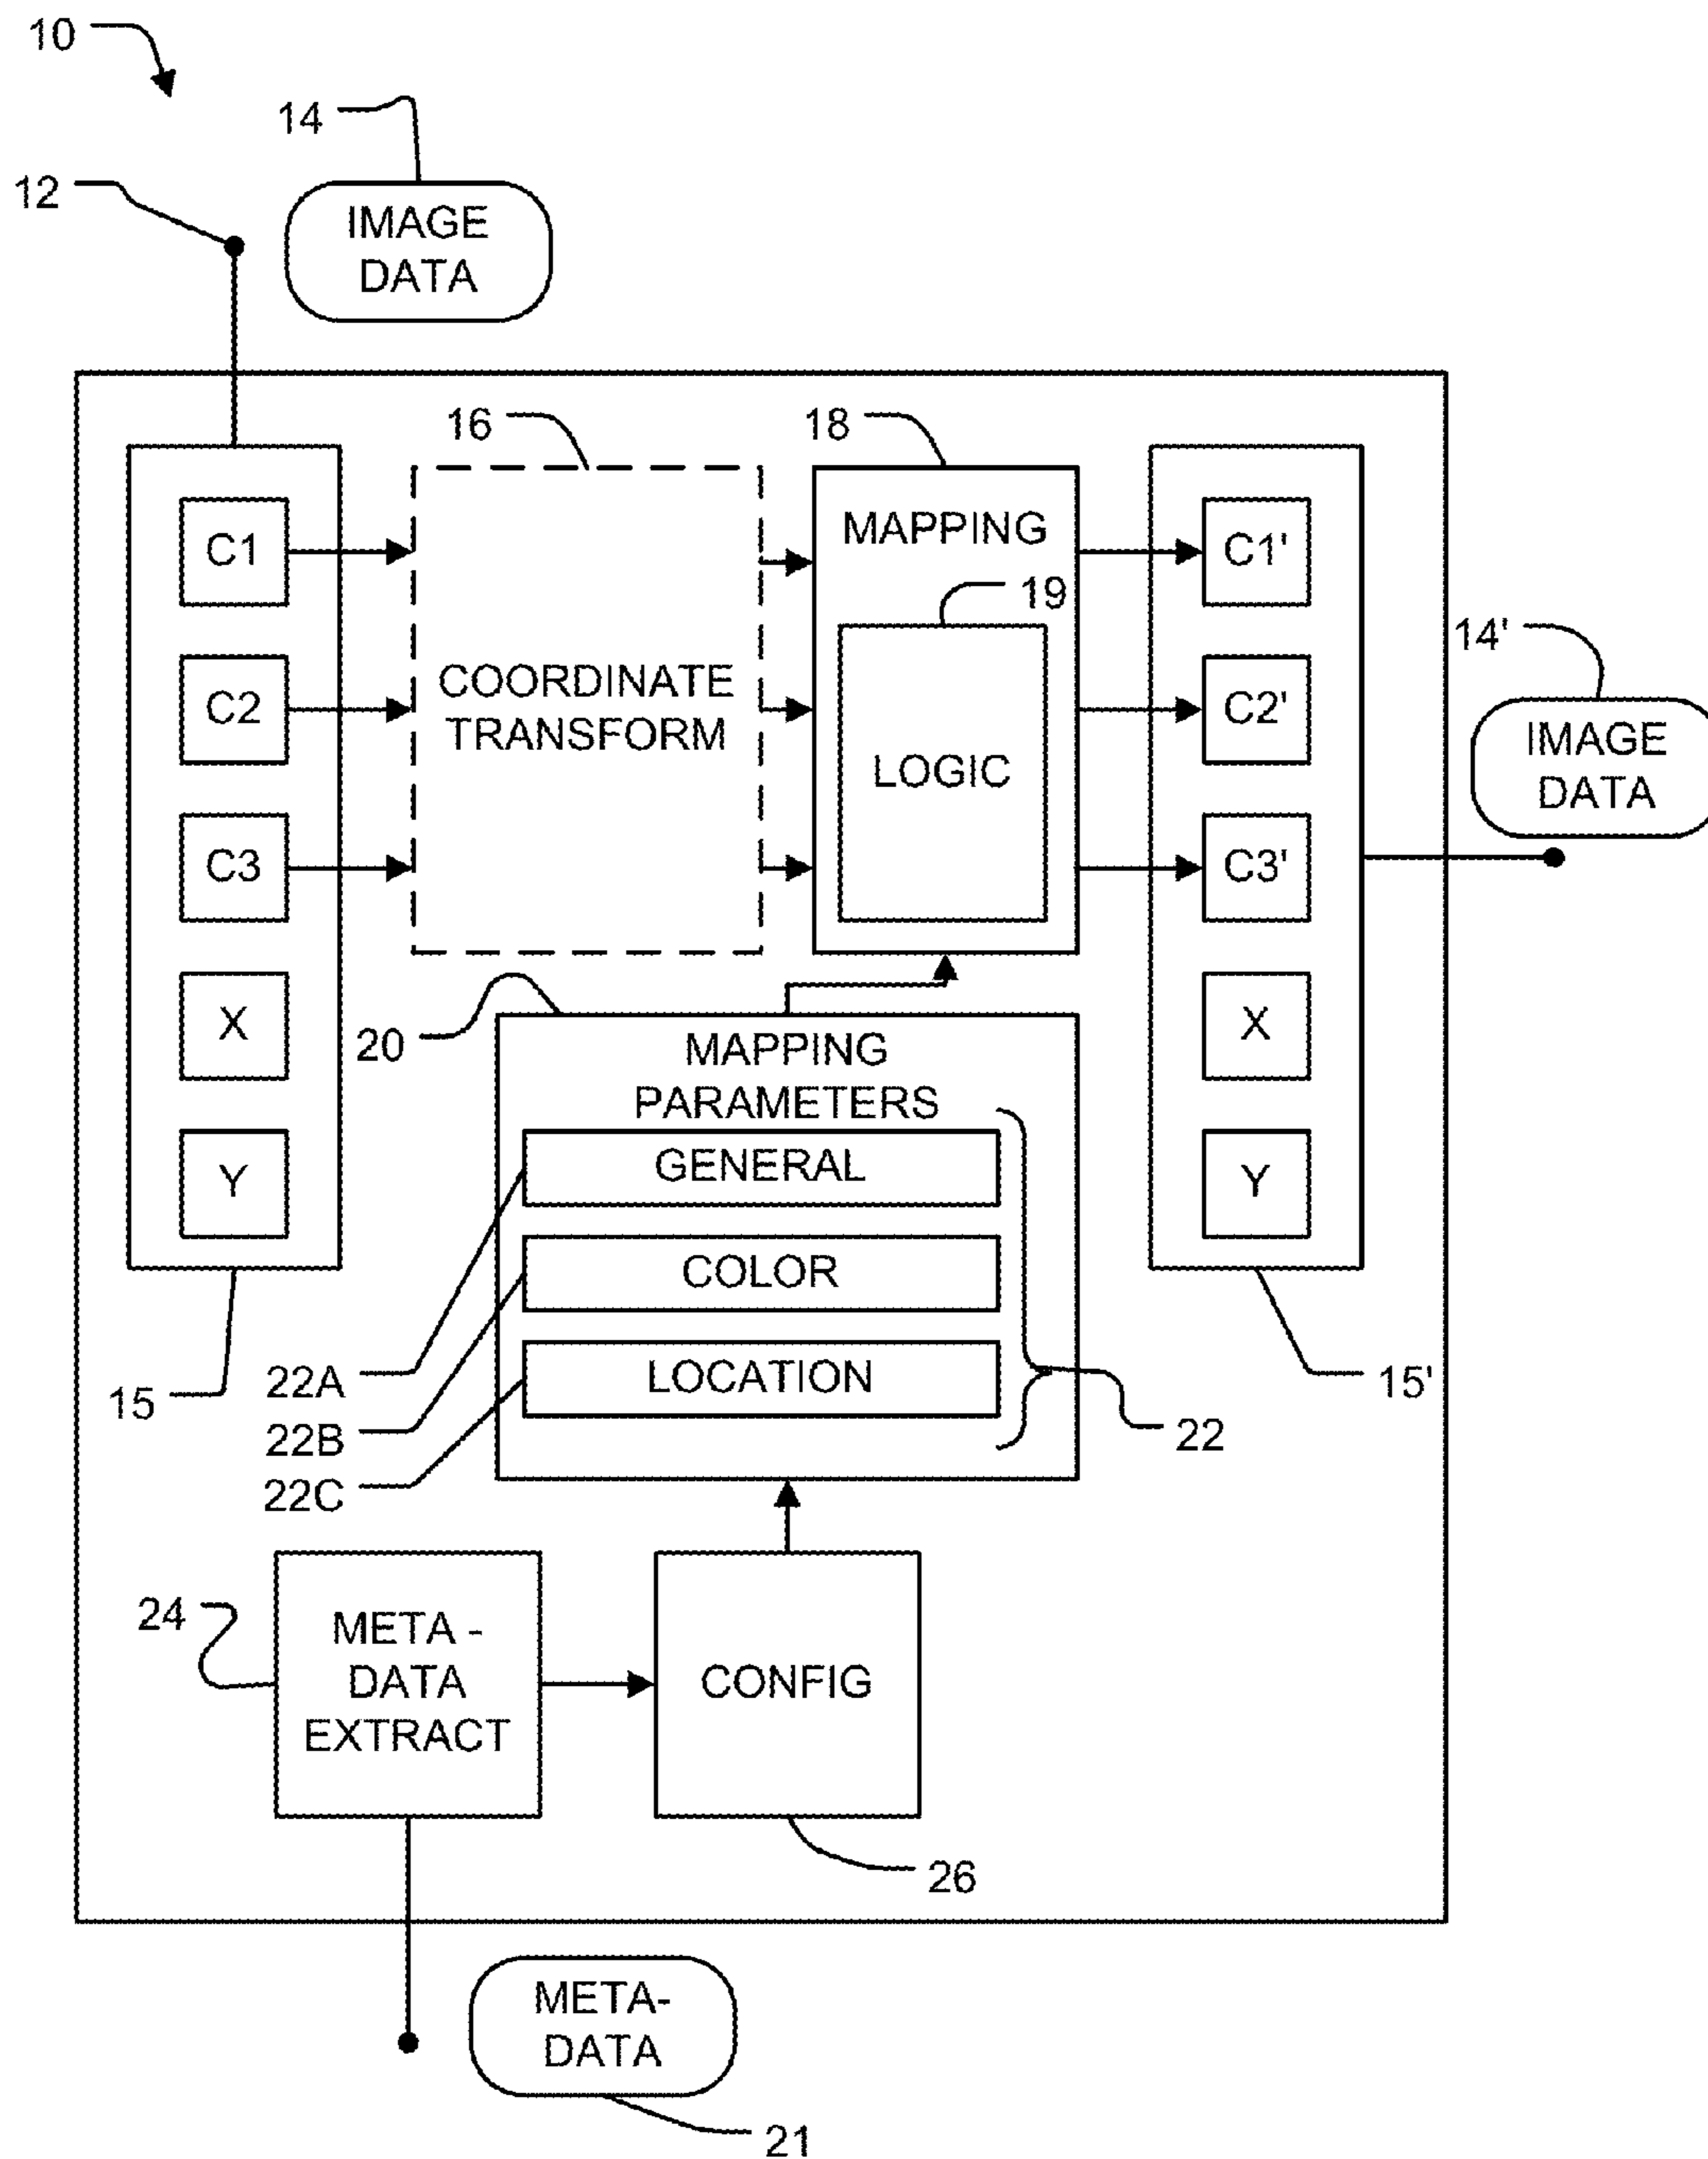 10
14
12
IMAGE
DATA
16
18
C1
MAPPING
C1'
19
14'
C2
COORDINATE
TRANSFORM
LOGIC
C2'
IMAGE
DATA
C3
C3'
X
20
MAPPING
PARAMETERS
X
Y
GENERAL
Y
COLOR
LOCATION
15
22A
22B
22C
22
15'
24
META -
DATA
EXTRACT
CONFIG
26
META-
DATA
21